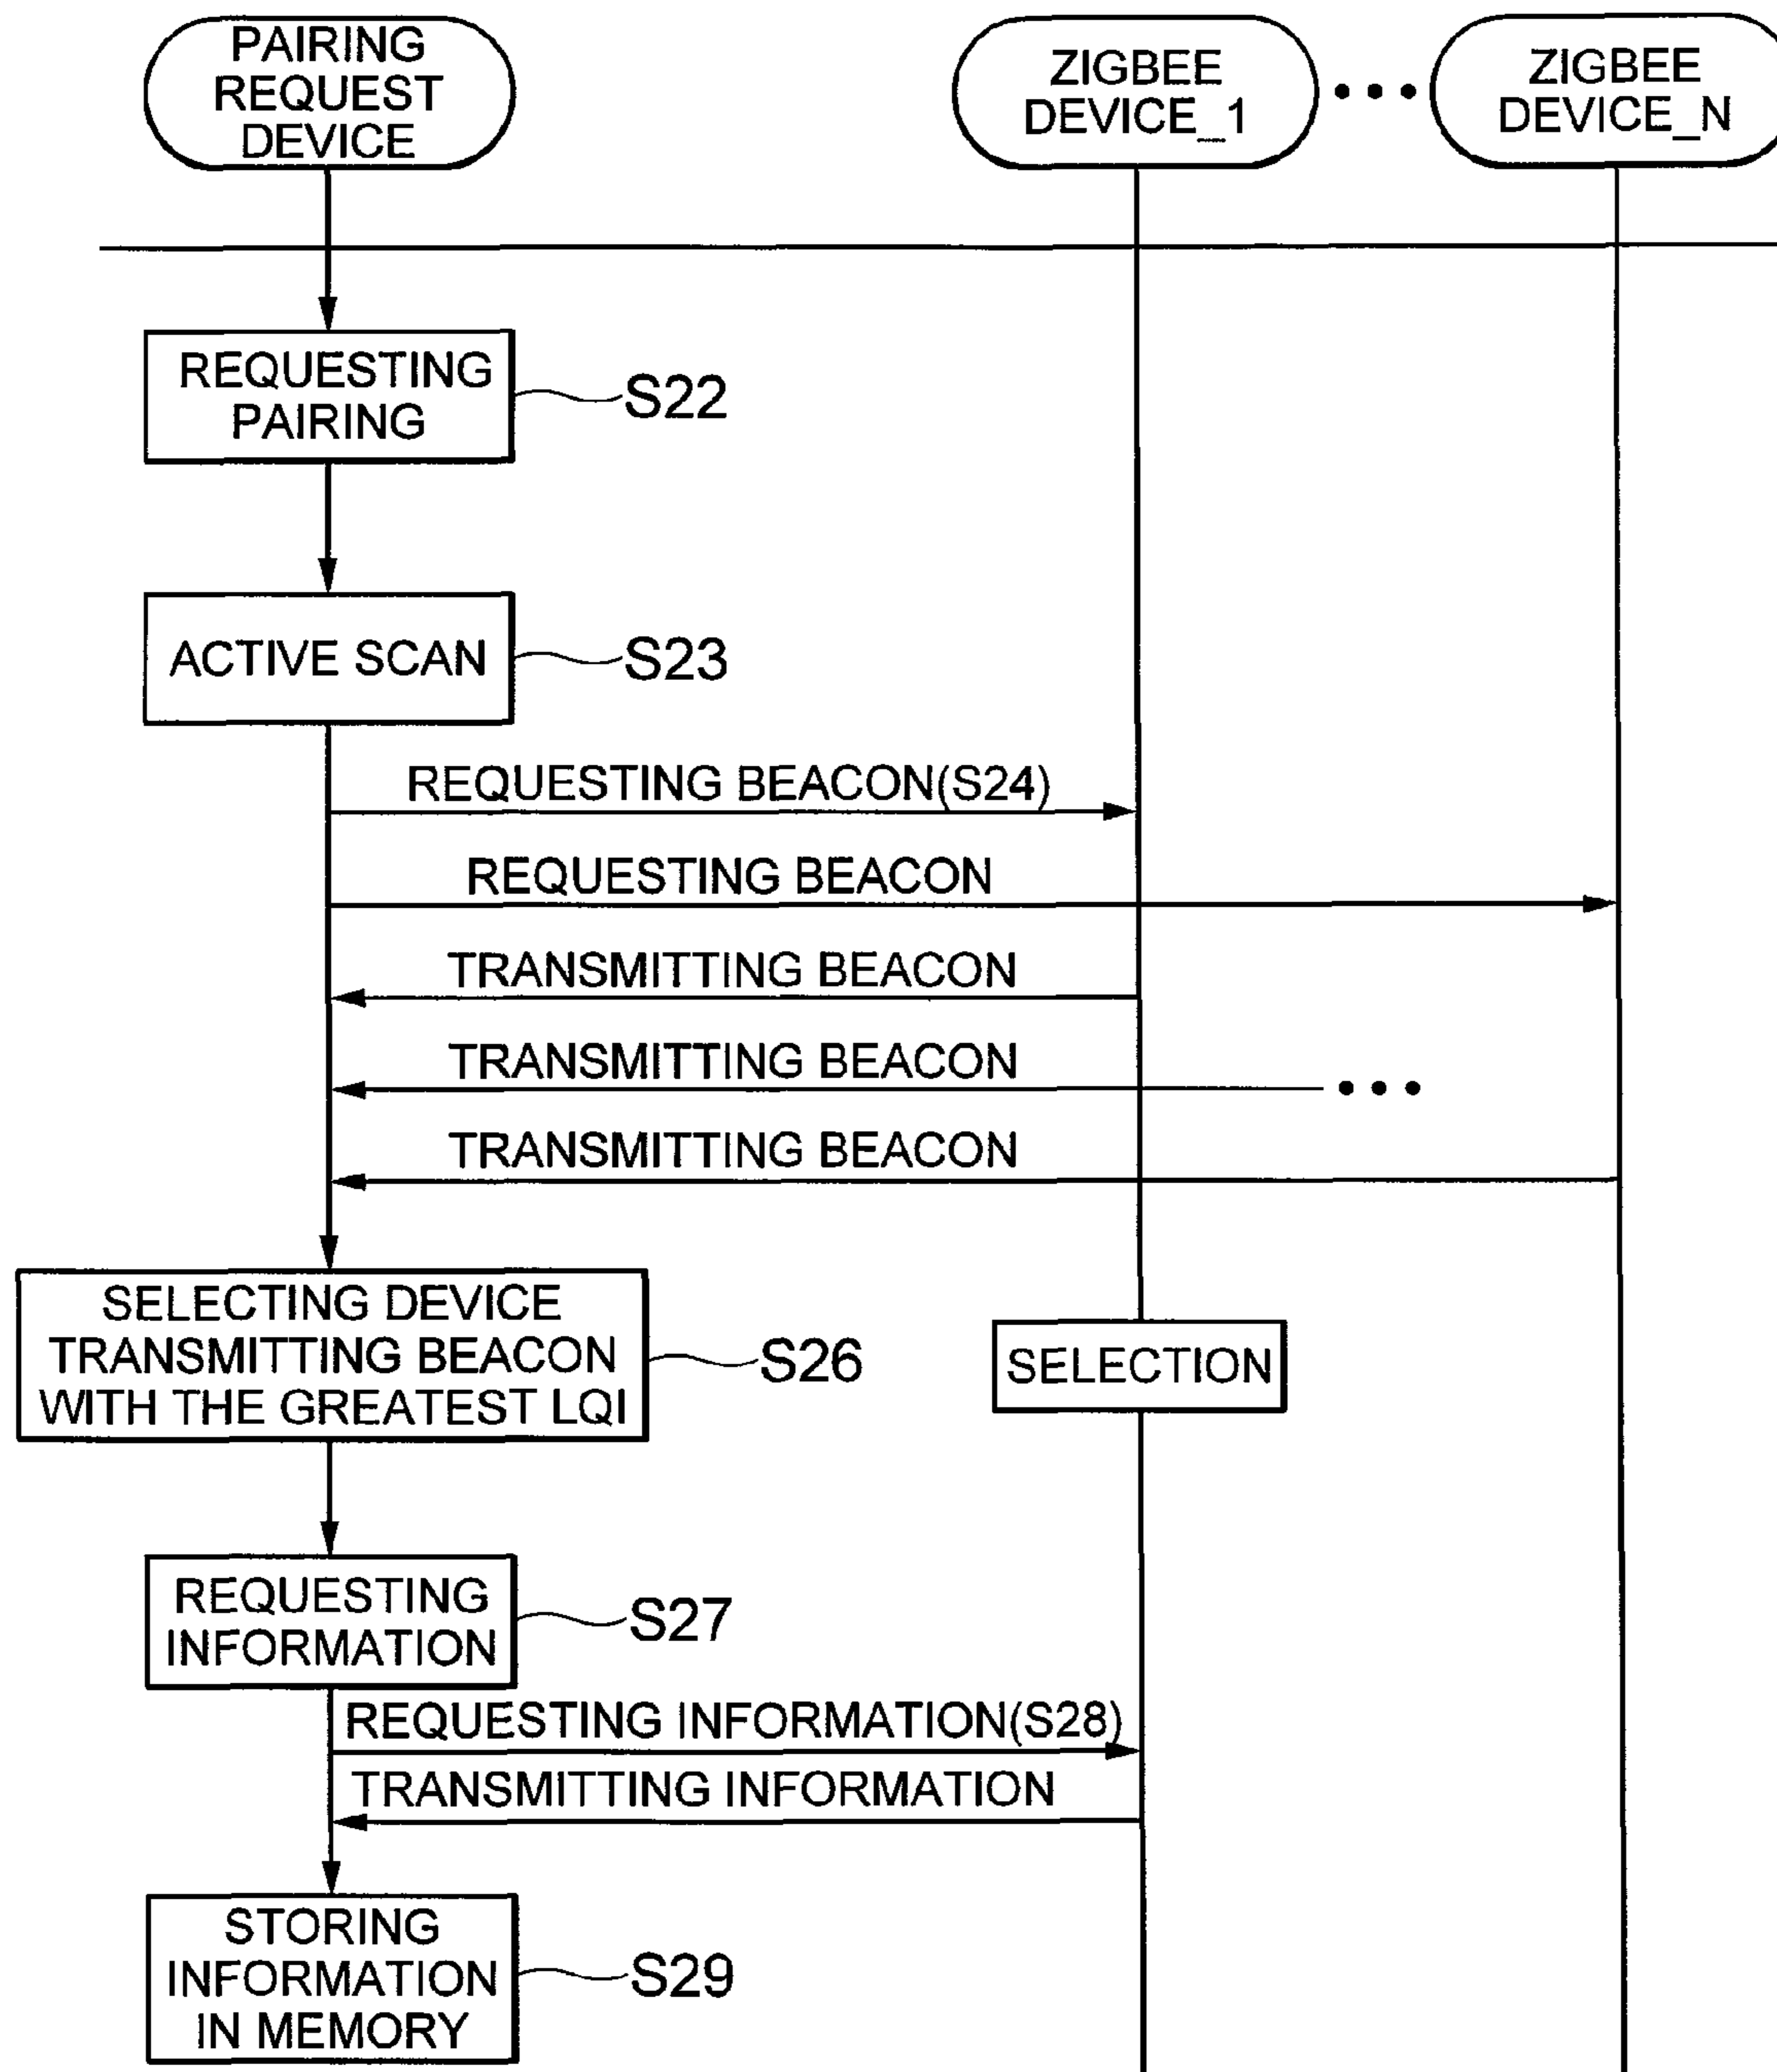 PAIRING
REQUEST
DEVICE
ZIGBEE
DEVICE_1
ZIGBEE
DEVICE_N
REQUESTING
PAIRING
S22
ACTIVE SCAN
S23
REQUESTING BEACON(S24)
REQUESTING BEACON
TRANSMITTING BEACON
TRANSMITTING BEACON
TRANSMITTING BEACON
SELECTING DEVICE
TRANSMITTING BEACON
WITH THE GREATEST LQI
S26
SELECTION
REQUESTING
INFORMATION
S27
REQUESTING INFORMATION(S28)
TRANSMITTING INFORMATION
STORING
INFORMATION
IN MEMORY
S29